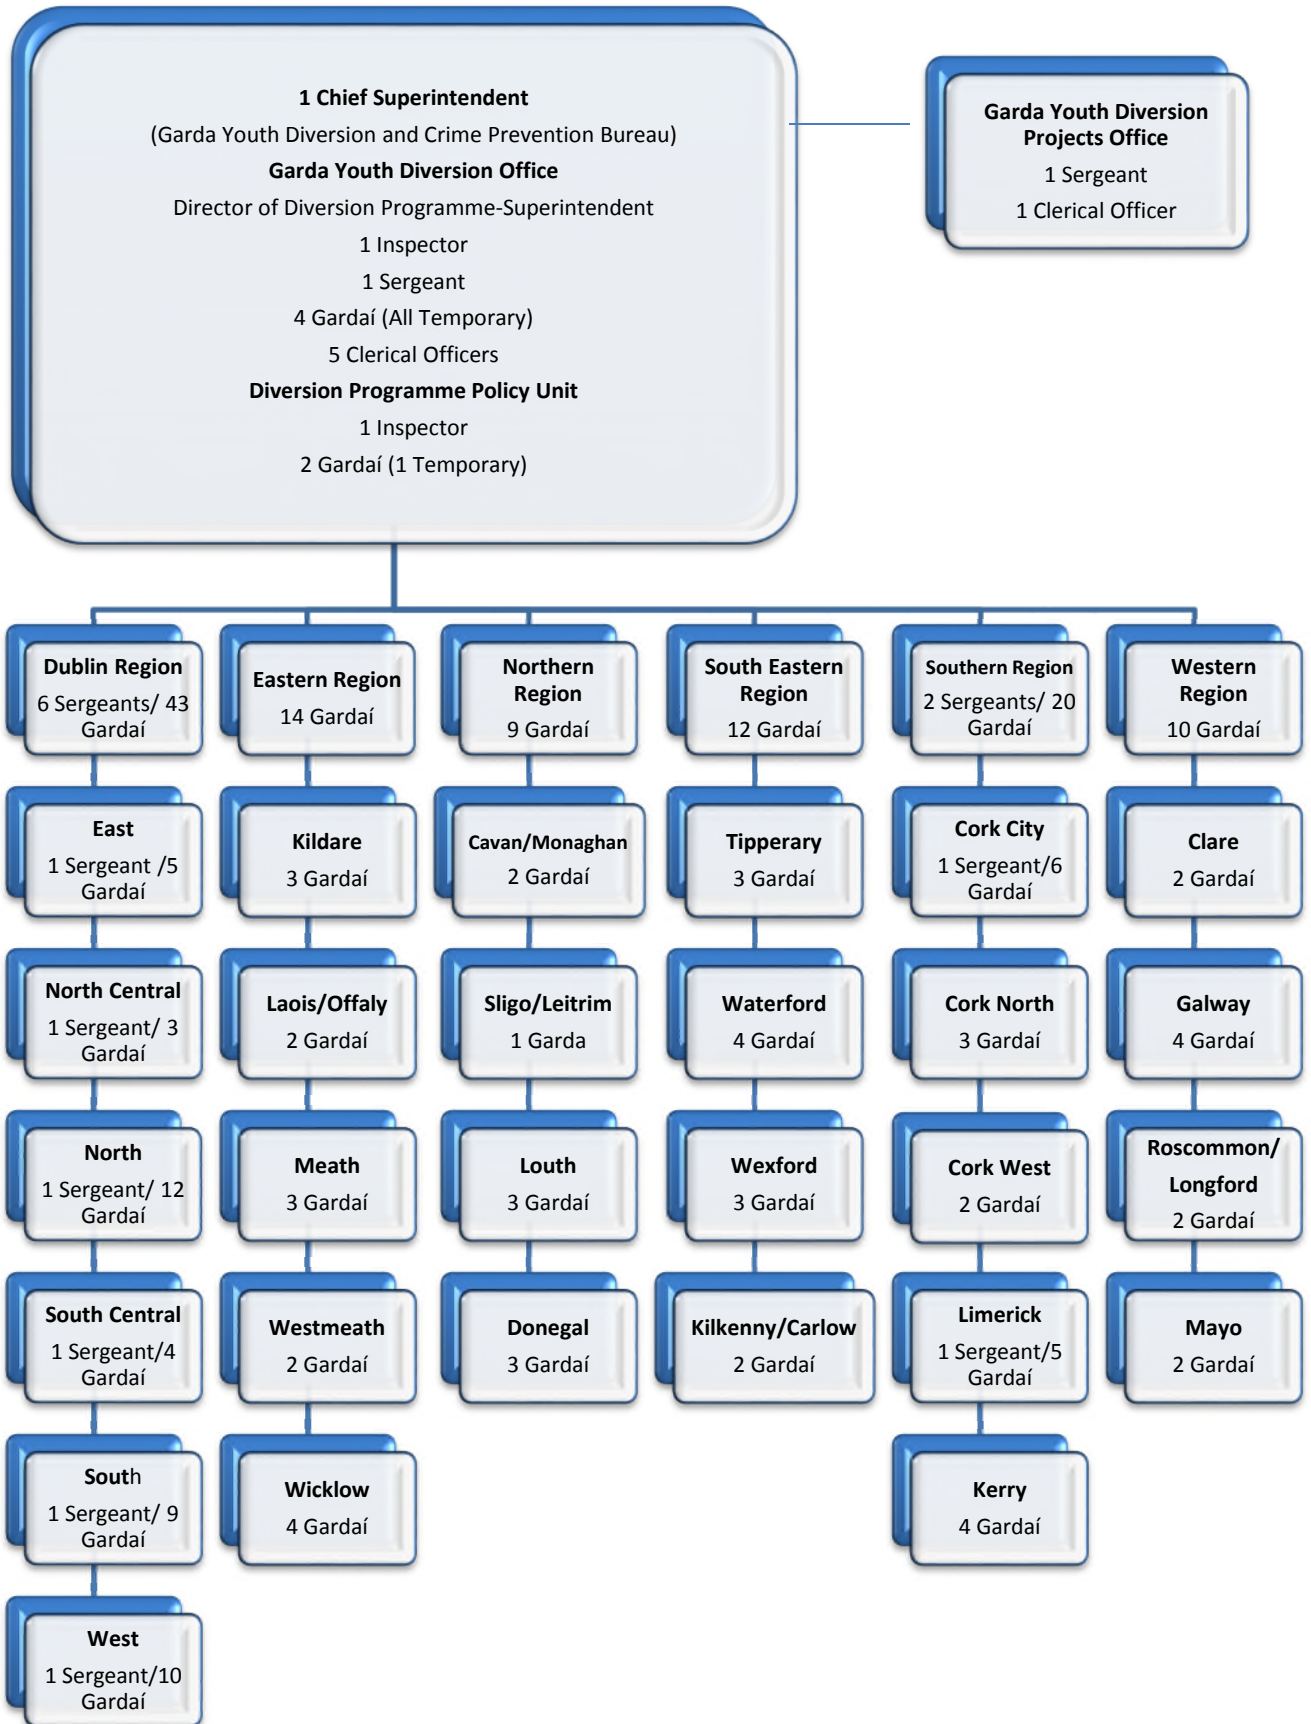 1 Chief Superintendent
(Garda Youth Diversion and Crime Prevention Bureau)
Garda Youth Diversion Office
Director of Diversion Programme-Superintendent
1 Inspector
1 Sergeant
4 Gardaí (All Temporary)
5 Clerical Officers
Diversion Programme Policy Unit
1 Inspector
2 Gardaí (1 Temporary)
Garda Youth Diversion
Projects Office
1 Sergeant
1 Clerical Officer
Dublin Region
6 Sergeants/ 43
Gardaí
East
1 Sergeant /5
Gardaí
North Central
1 Sergeant/ 3
Gardaí
North
1 Sergeant/ 12
Gardaí
South Central
1 Sergeant/4
Gardaí
South
1 Sergeant/ 9
Gardaí
West
1 Sergeant/10
Gardaí
Eastern Region
14 Gardaí
Kildare
3 Gardaí
Laois/Offaly
2 Gardaí
Meath
3 Gardaí
Westmeath
2 Gardaí
Wicklow
4 Gardaí
Northern
Region
9 Gardaí
Cavan/Monaghan
2 Gardaí
Sligo/Leitrim
1 Garda
Louth
3 Gardaí
Donegal
3 Gardaí
South Eastern
Region
12 Gardaí
Tipperary
3 Gardaí
Waterford
4 Gardaí
Wexford
3 Gardaí
Kilkenny/Carlow
2 Gardaí
Southern Region
2 Sergeants/ 20
Gardaí
Cork City
1 Sergeant/6
Gardaí
Cork North
3 Gardaí
Cork West
2 Gardaí
Limerick
1 Sergeant/5
Gardaí
Kerry
4 Gardaí
Western
Region
10 Gardaí
Clare
2 Gardaí
Galway
4 Gardaí
Roscommon/
Longford
2 Gardaí
Mayo
2 Gardaí